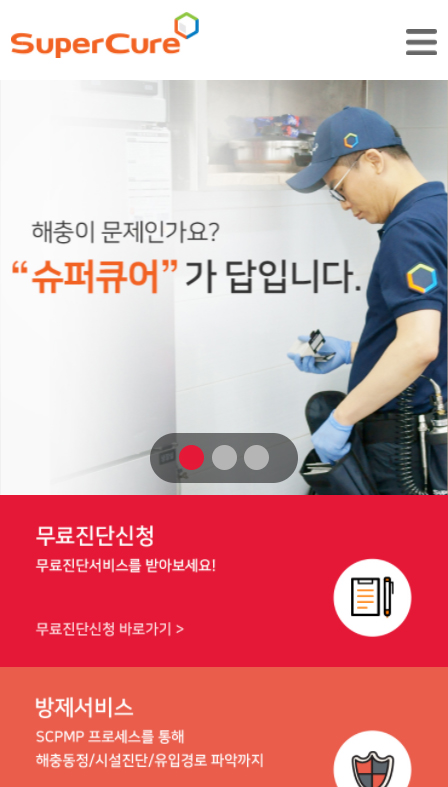 SuperCure
해충이 문제인가요?
“슈퍼큐어”가 답입니다.
무료진단신청
무료진단서비스를 받아보세요!
무료진단신청 바로가기 >
방제서비스
SCPMP 프로세스를 통해
해충동정/시설진단/유입경로 파악까지